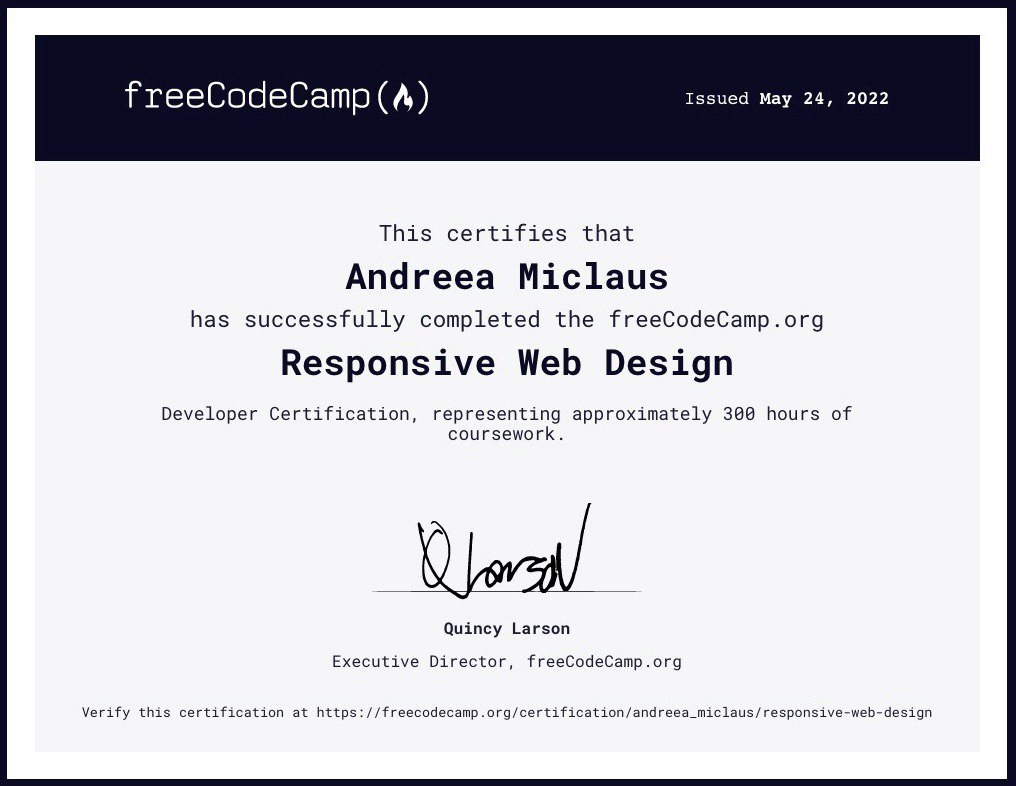 freeCodeCamp(🔥)
Issued May 24, 2022
This certifies that
Andreea Miclaus
has successfully completed the freeCodeCamp.org
Responsive Web Design
Developer Certification, representing approximately 300 hours of
coursework.
Q Larson
Quincy Larson
Executive Director, freeCodeCamp.org
Verify this certification at https://freecodecamp.org/certification/andreea_miclaus/responsive-web-design